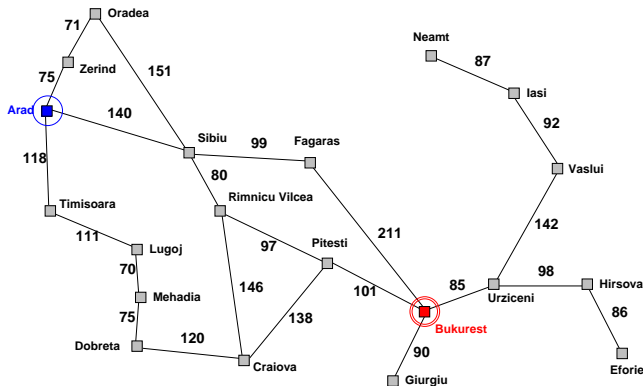 71
Oradea
Neamt
87
75
Zerind
151
Iasi
Arad
140
92
118
Sibiu
99
Fagaras
80
Vaslui
Timisoara
Rimnicu Vilcea
111
Lugoj
97
Pitesti
211
142
70
Mehadia
146
101
85
98
Hirsova
Urziceni
75
138
86
Dobreta
120
Bukurest
90
Craiova
Eforie
Giurgiu